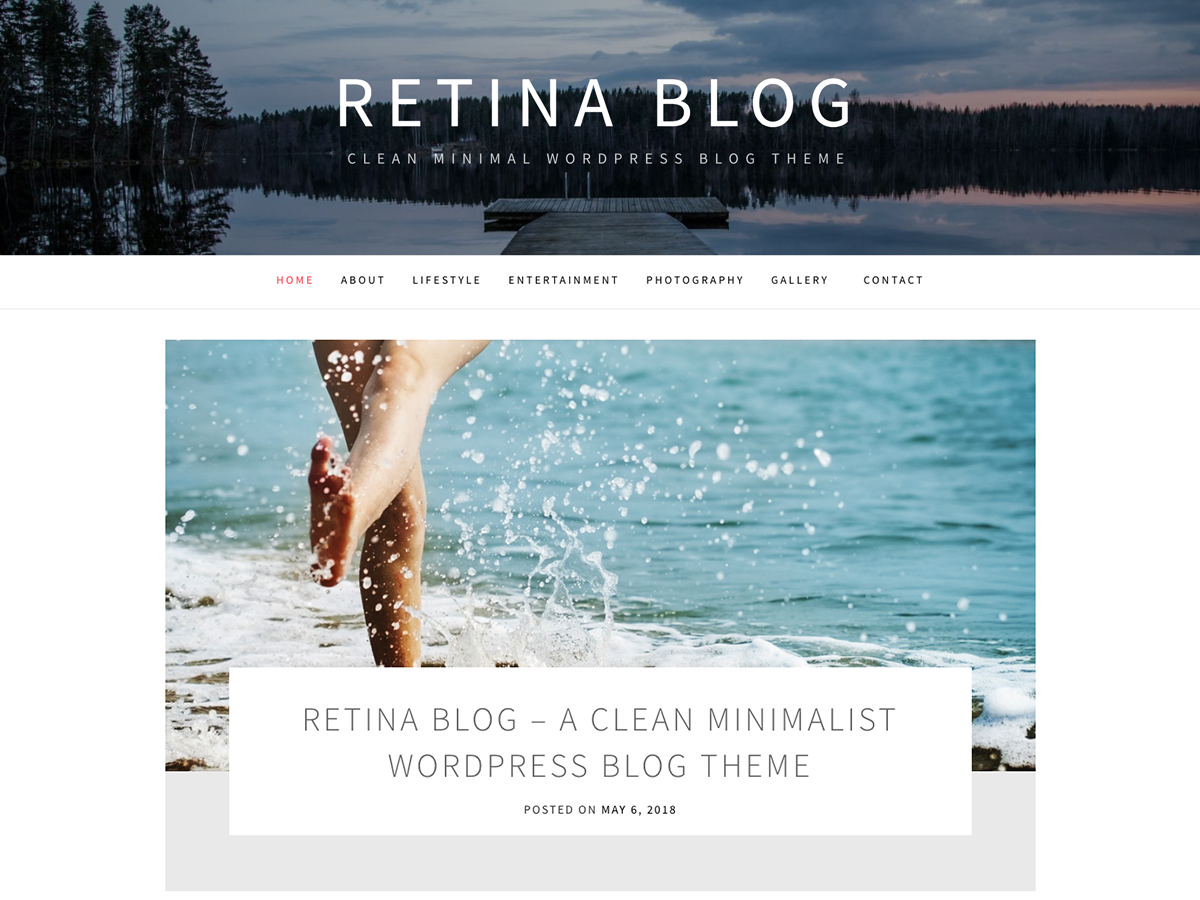 RETINA BLOG
CLEAN MINIMAL WORDPRESS BLOG THEME
HOME ABOUT LIFESTYLE ENTERTAINMENT PHOTOGRAPHY GALLERY CONTACT
RETINA BLOG – A CLEAN MINIMALIST
WORDPRESS BLOG THEME
POSTED ON MAY 6, 2018